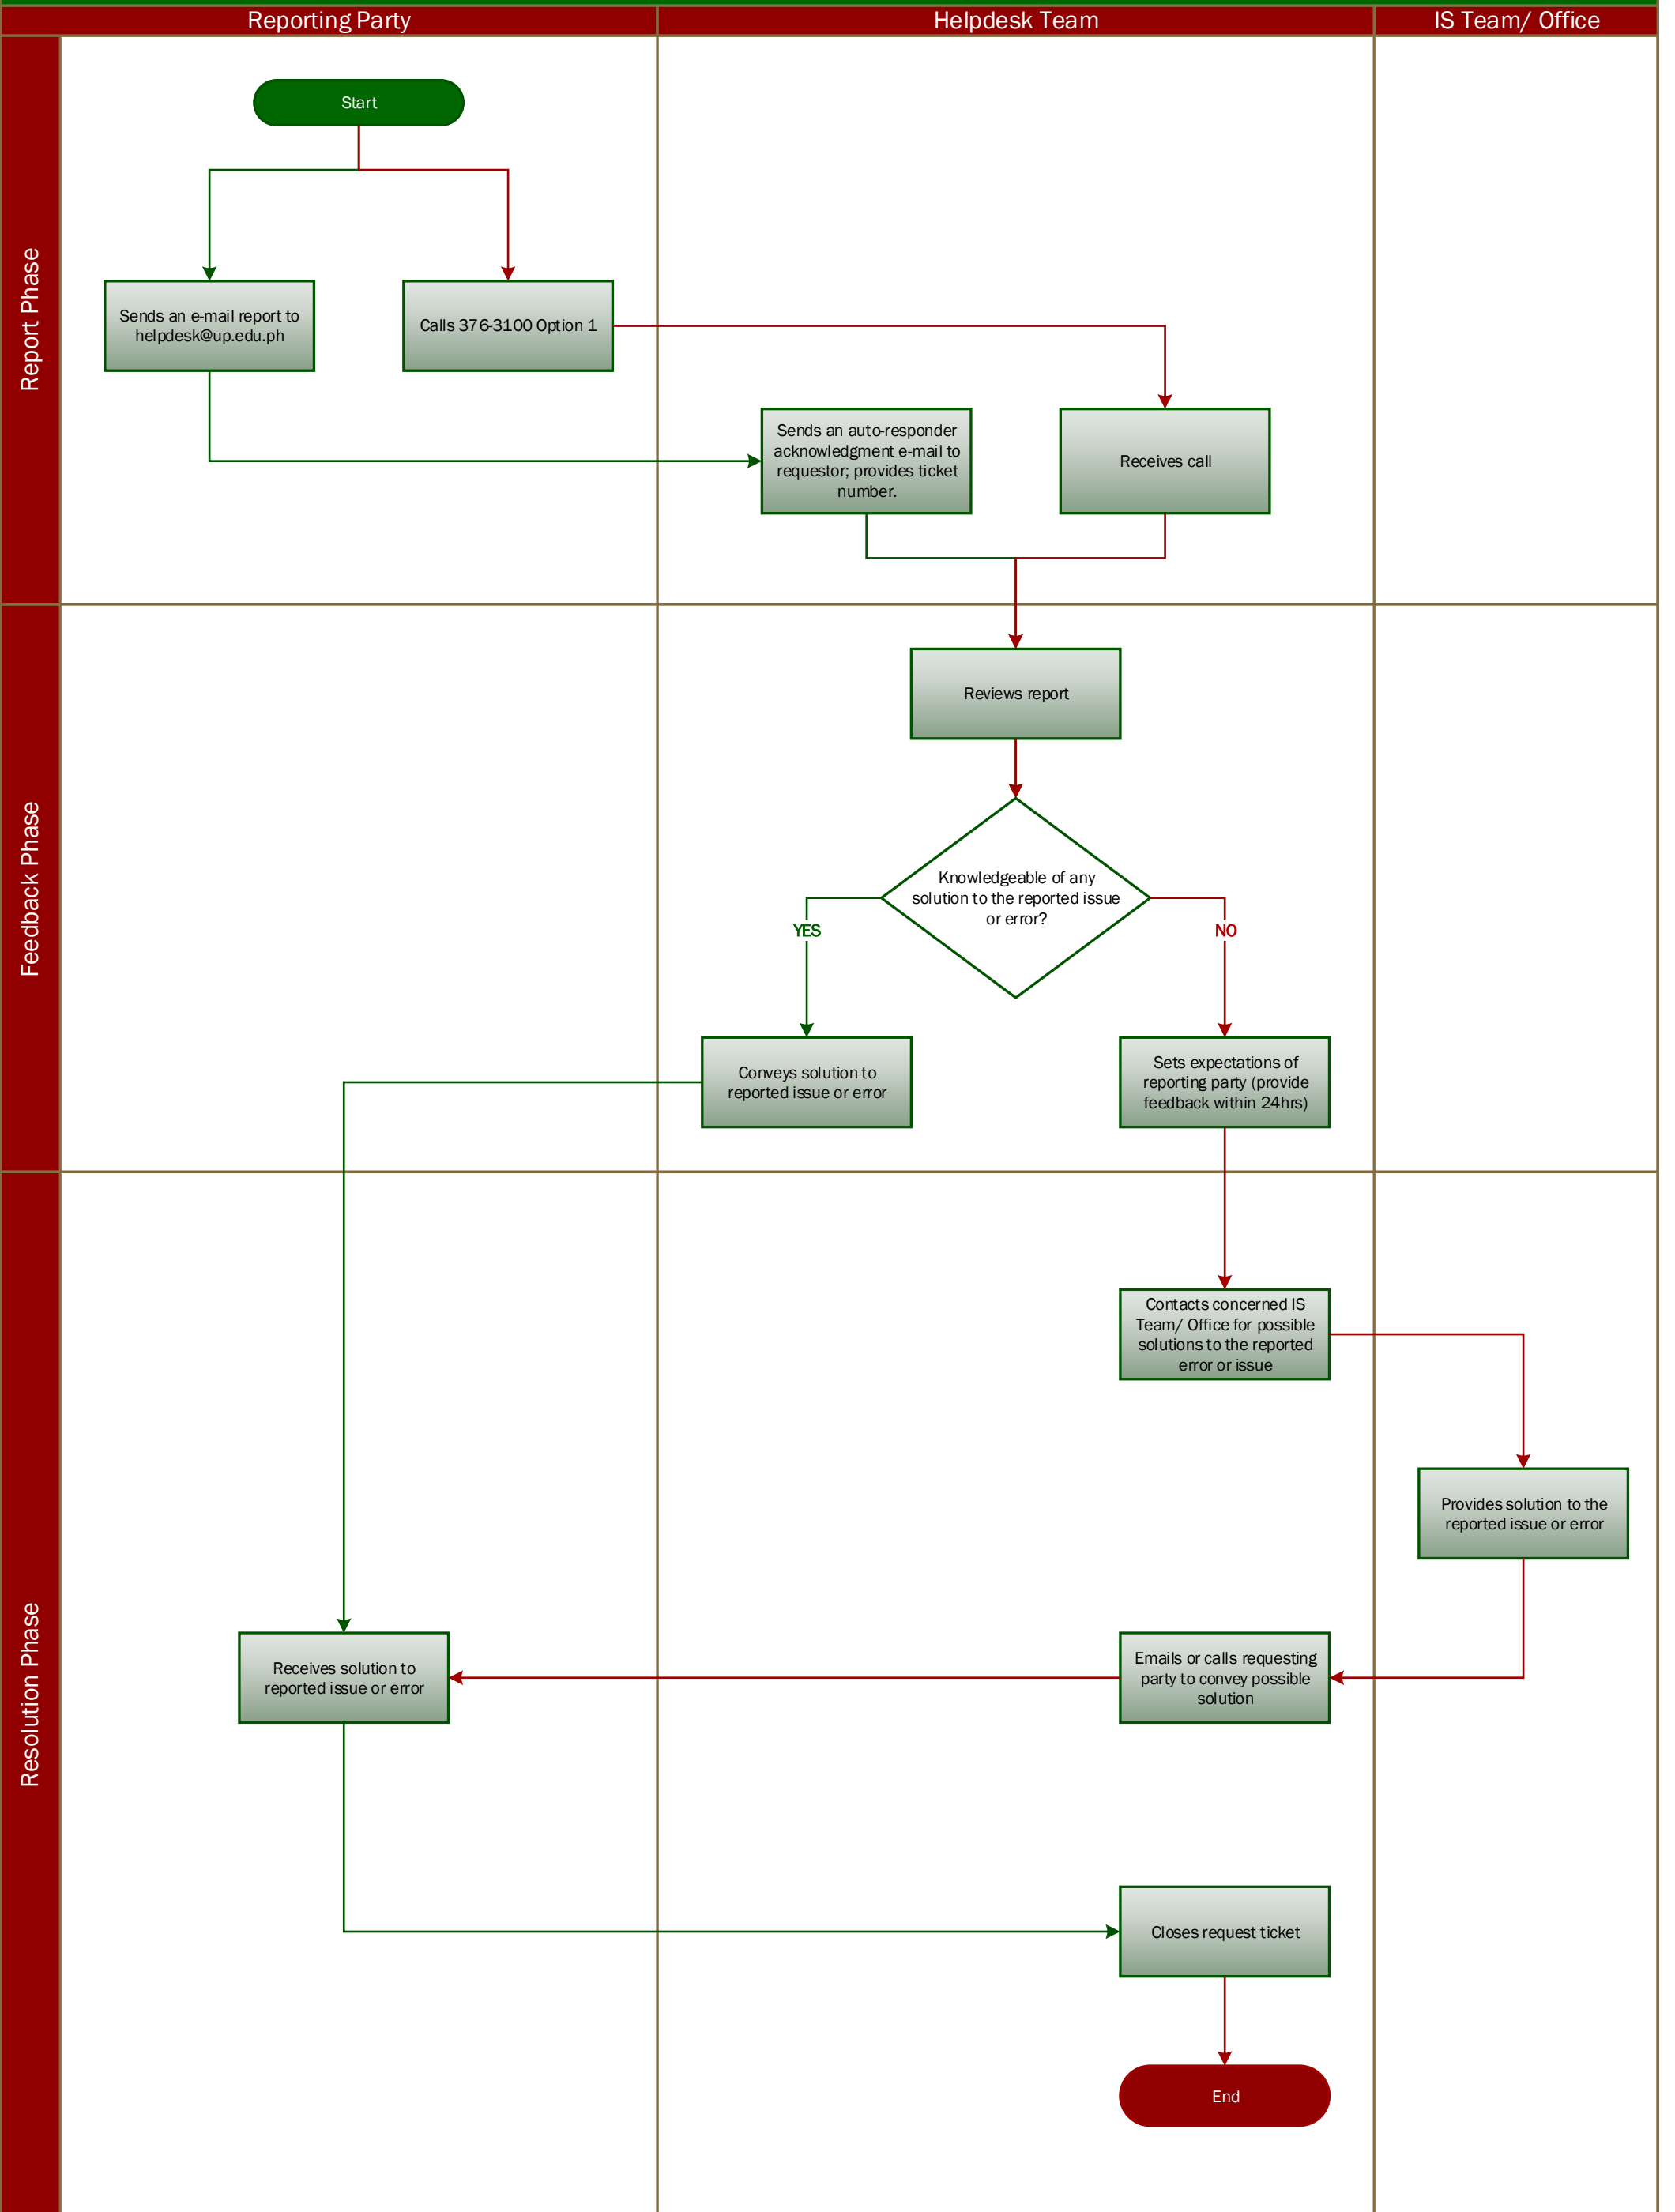 Reporting Party
Helpdesk Team
IS Team/ Office
Report Phase
Start
Sends an e-mail report to
helpdesk@up.edu.ph
Calls 376-3100 Option 1
Sends an auto-responder
acknowledgment e-mail to
requestor; provides ticket
number.
Receives call
Feedback Phase
Reviews report
Knowledgeable of any
solution to the reported issue
or error?
YES
NO
Conveys solution to
reported issue or error
Sets expectations of
reporting party (provide
feedback within 24hrs)
Resolution Phase
Contacts concerned IS
Team/ Office for possible
solutions to the reported
error or issue
Provides solution to the
reported issue or error
Receives solution to
reported issue or error
Emails or calls requesting
party to convey possible
solution
Closes request ticket
End